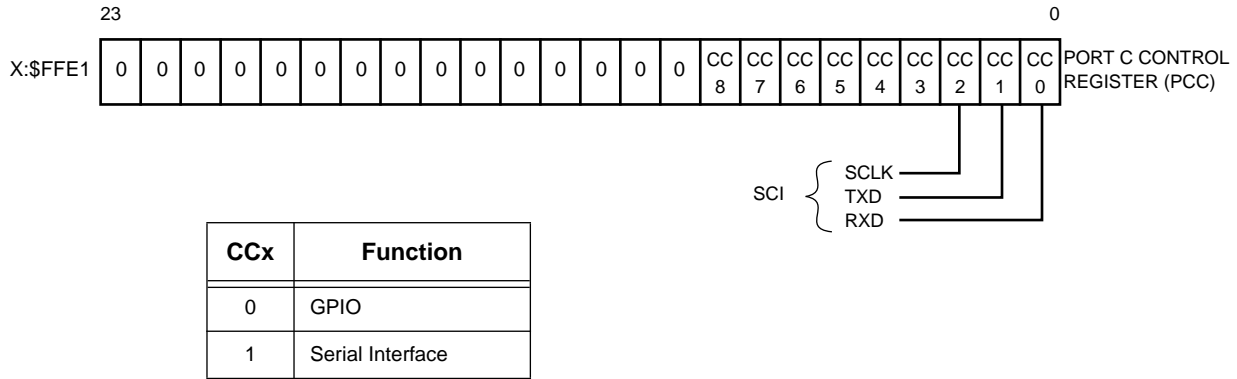 23 0
X:$FFE1 0 0 0 0 0 0 0 0 0 0 0 0 0 0 0 CC 8 CC 7 CC 6 CC 5 CC 4 CC 3 CC 2 CC 1 CC 0 PORT C CONTROL
REGISTER (PCC)
SCI
SCLK
TXD
RXD
CCx Function
0 GPIO
1 Serial Interface